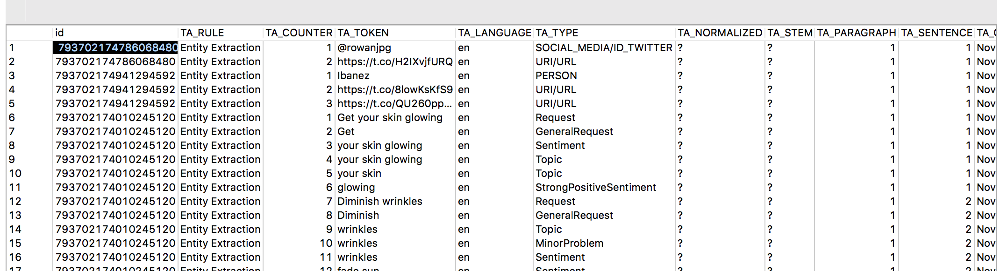 id TA_RULE TA_COUNTER TA_TOKEN TA_LANGUAGE TA_TYPE TA_NORMALIZED TA_STEM TA_PARAGRAPH TA_SENTENCE
1 793702174786068480 Entity Extraction 1 @rowanjpg en SOCIAL_MEDIA/ID_TWITTER ? ? 1 1 Nov
2 793702174786068480 Entity Extraction 2 https://t.co/H2IXvjfURQ en URI/URL ? ? 1 1 Nov
3 793702174941294592 Entity Extraction 1 Ibanez en PERSON ? ? 1 1 Nov
4 793702174941294592 Entity Extraction 2 https://t.co/8lowKsKfS9 en URI/URL ? ? 1 1 Nov
5 793702174941294592 Entity Extraction 3 https://t.co/QU260pp... en URI/URL ? ? 1 1 Nov
6 793702174010245120 Entity Extraction 1 Get your skin glowing en Request ? ? 1 1 Nov
7 793702174010245120 Entity Extraction 2 Get en GeneralRequest ? ? 1 1 Nov
8 793702174010245120 Entity Extraction 3 your skin glowing en Sentiment ? ? 1 1 Nov
9 793702174010245120 Entity Extraction 4 your skin glowing en Topic ? ? 1 1 Nov
10 793702174010245120 Entity Extraction 5 your skin en Topic ? ? 1 1 Nov
11 793702174010245120 Entity Extraction 6 glowing en StrongPositiveSentiment ? ? 1 1 Nov
12 793702174010245120 Entity Extraction 7 Diminish wrinkles en Request ? ? 1 2 Nov
13 793702174010245120 Entity Extraction 8 Diminish en GeneralRequest ? ? 1 2 Nov
14 793702174010245120 Entity Extraction 9 wrinkles en Topic ? ? 1 2 Nov
15 793702174010245120 Entity Extraction 10 wrinkles en MinorProblem ? ? 1 2 Nov
16 793702174010245120 Entity Extraction 11 wrinkles en Sentiment ? ? 1 2 Nov
17 793702174010245120 Entity Extraction 12 fade sun en Sentiment ? ? 1 2 Nov